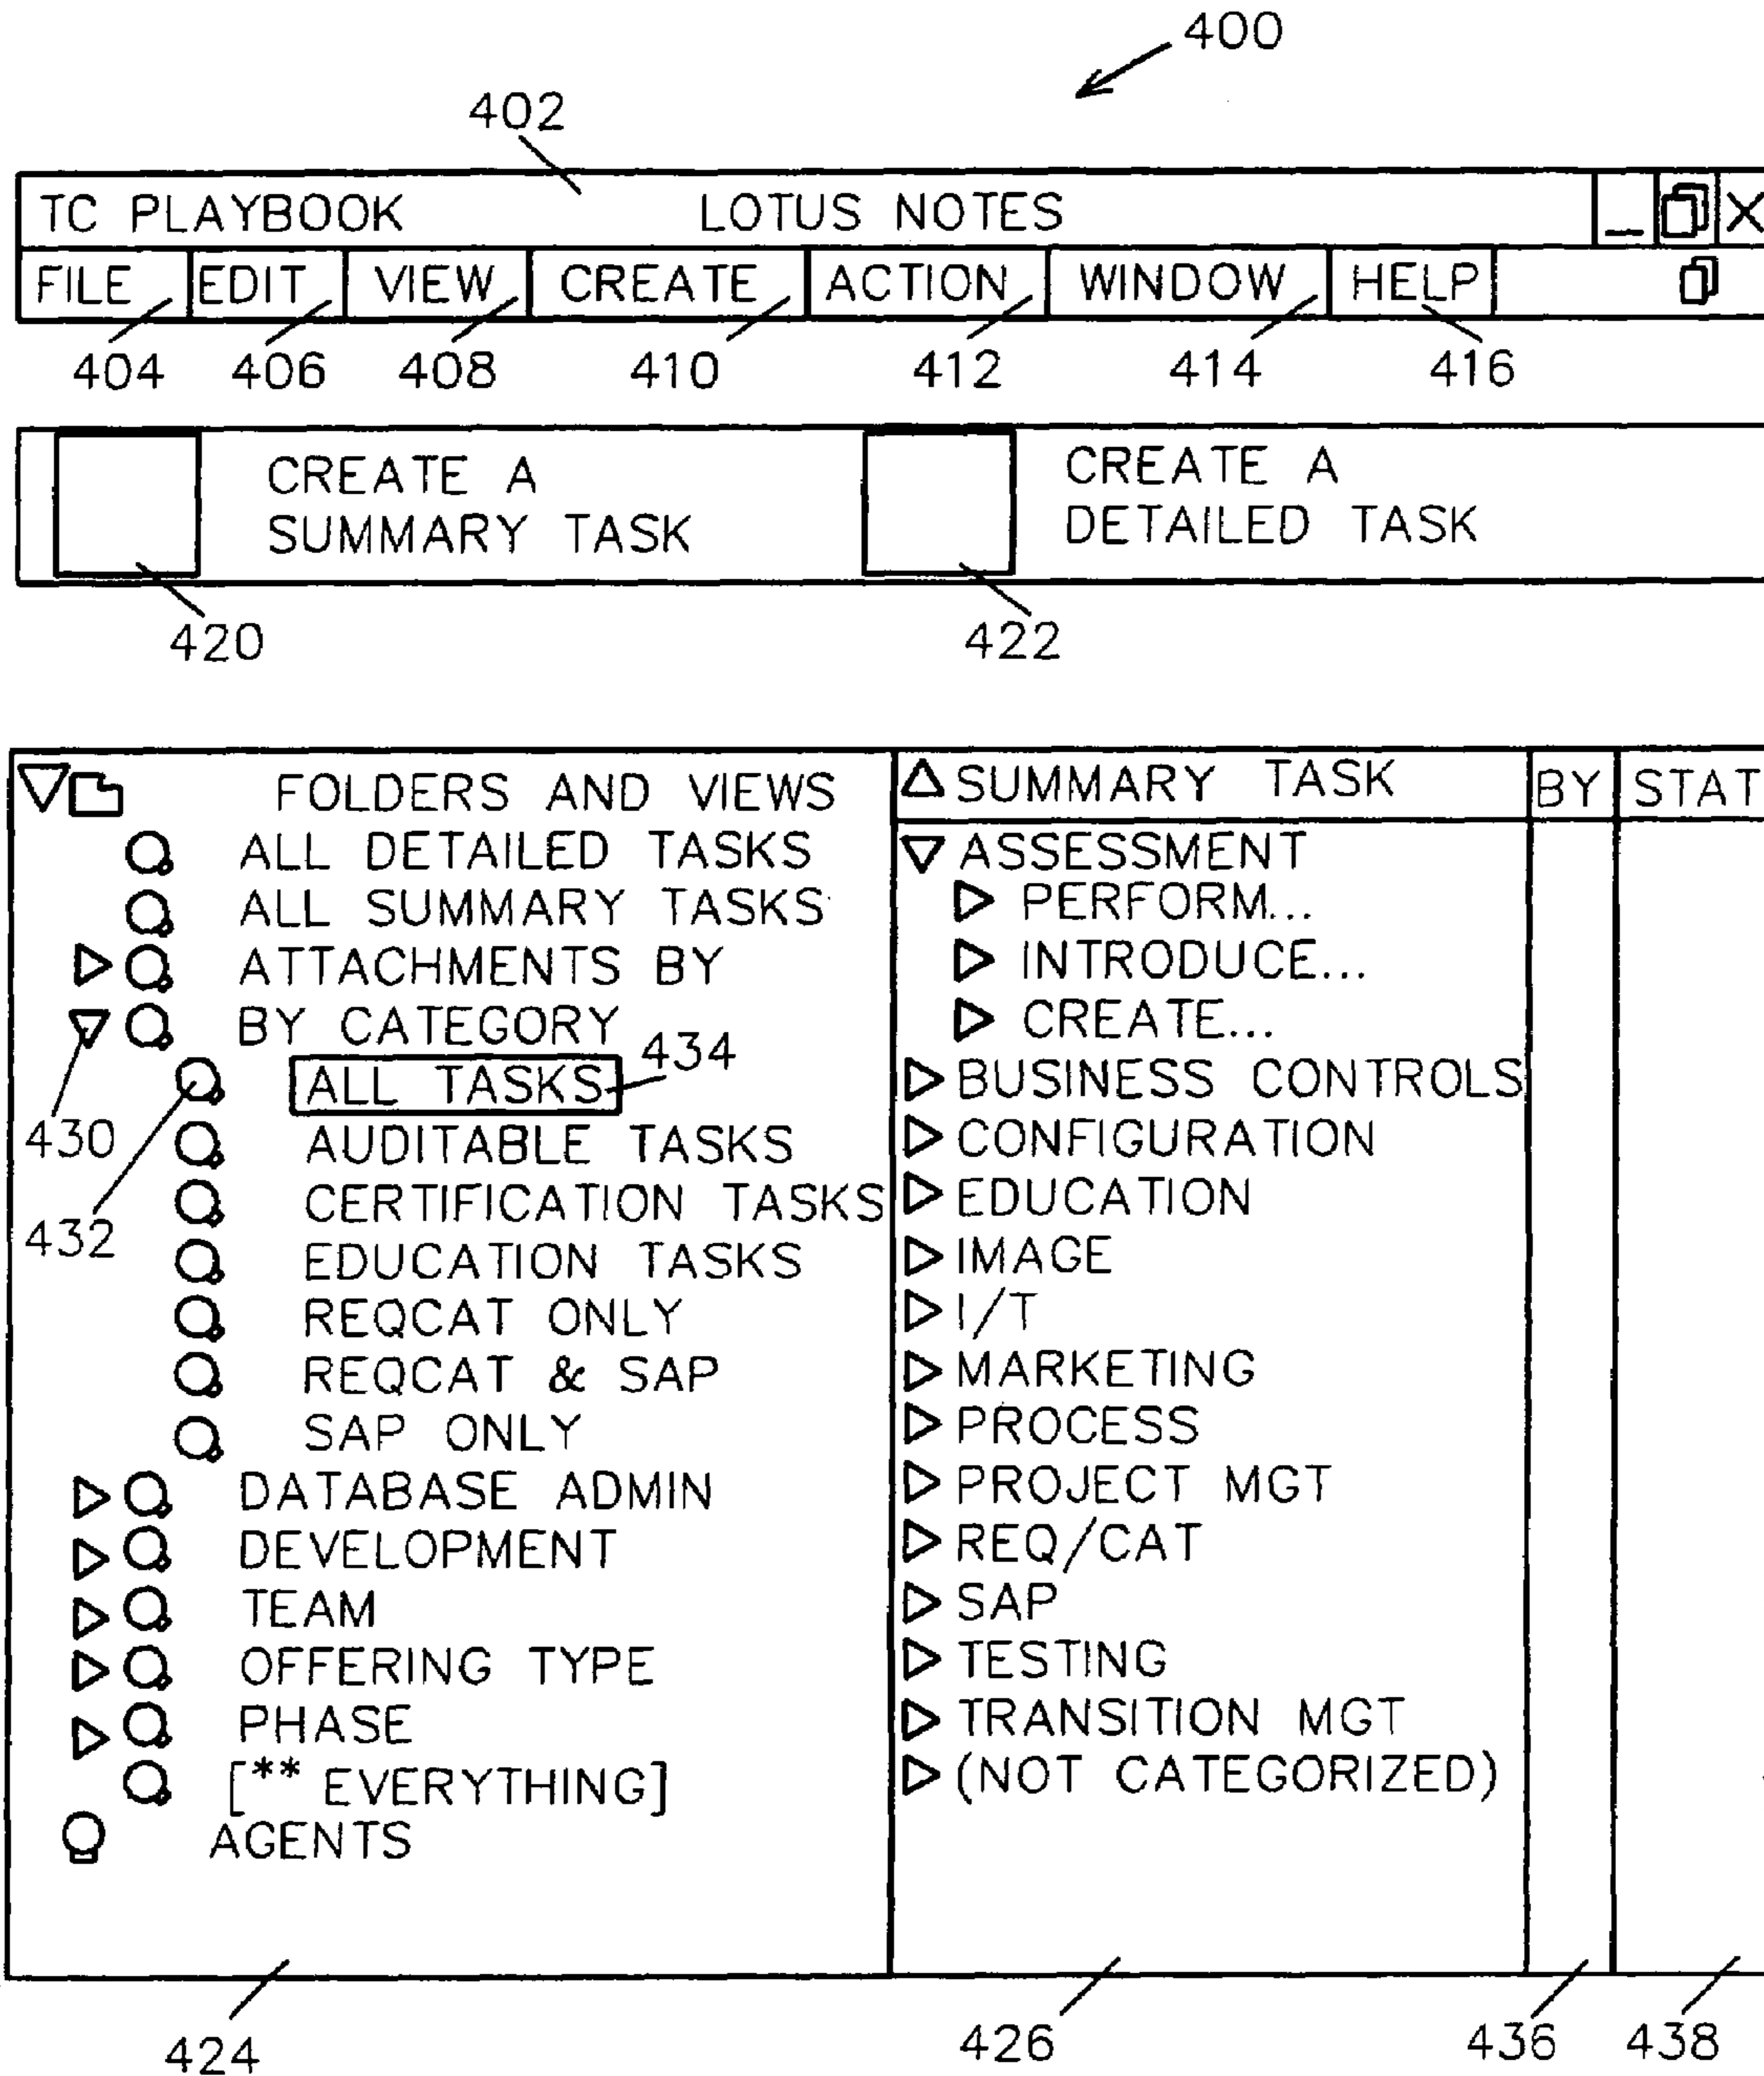 400
402
TC PLAYBOOK LOTUS NOTES
FILE EDIT VIEW CREATE ACTION WINDOW HELP
404 406 408 410 412 414 416
CREATE A
SUMMARY TASK
CREATE A
DETAILED TASK
420 422
FOLDERS AND VIEWS
ALL DETAILED TASKS
ALL SUMMARY TASKS
ATTACHMENTS BY
BY CATEGORY
434
ALL TASKS
430
AUDITABLE TASKS
CERTIFICATION TASKS
432
EDUCATION TASKS
REQCAT ONLY
REQCAT & SAP
SAP ONLY
DATABASE ADMIN
DEVELOPMENT
TEAM
OFFERING TYPE
PHASE
[** EVERYTHING]
AGENTS
SUMMARY TASK BY STAT
ASSESSMENT
PERFORM...
INTRODUCE...
CREATE...
BUSINESS CONTROLS
CONFIGURATION
EDUCATION
IMAGE
I/T
MARKETING
PROCESS
PROJECT MGT
REQ/CAT
SAP
TESTING
TRANSITION MGT
(NOT CATEGORIZED)
424 426 436 438